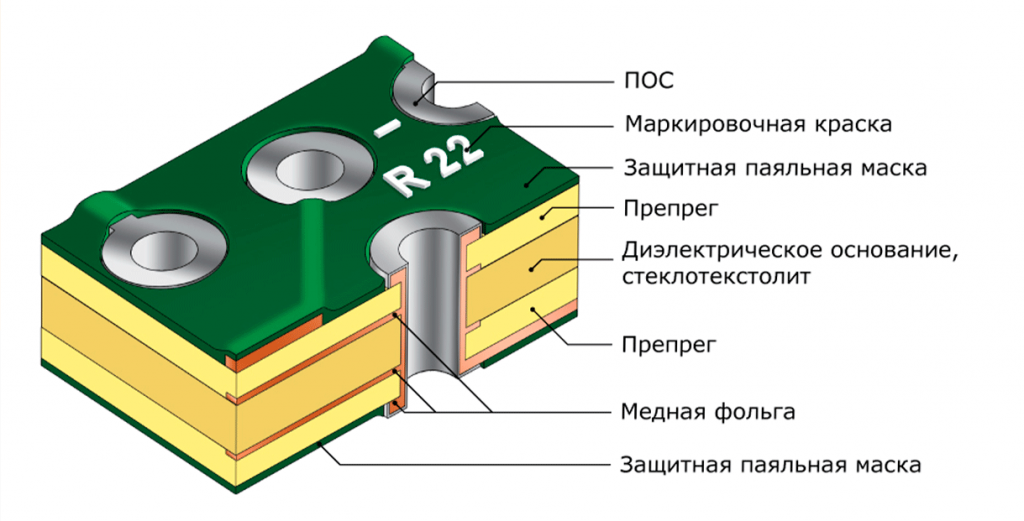 ПОС
Маркировочная краска
R 22
Защитная паяльная маска
Препрег
Диэлектрическое основание,
стеклотекстолит
Препрег
Медная фольга
Защитная паяльная маска